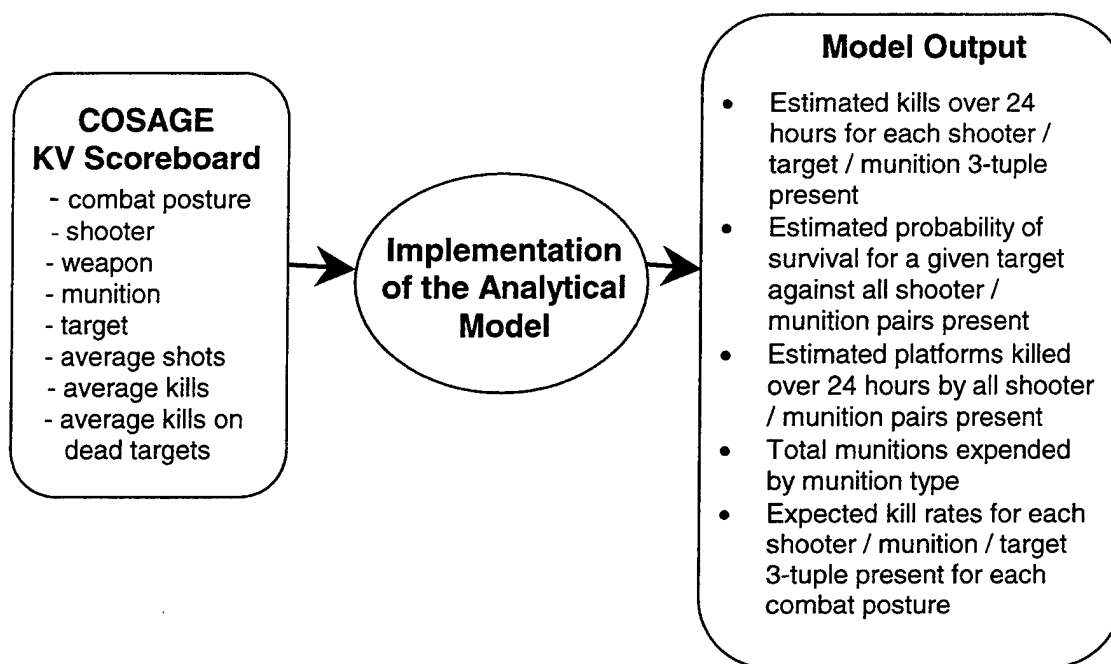 COSAGE
KV Scoreboard
- combat posture
- shooter
- weapon
- munition
- target
- average shots
- average kills
- average kills on
dead targets
Implementation
of the Analytical
Model
Model Output
• Estimated kills over 24
hours for each shooter /
target / munition 3-tuple
present
• Estimated probability of
survival for a given target
against all shooter /
munition pairs present
• Estimated platforms killed
over 24 hours by all shooter
/ munition pairs present
• Total munitions expended
by munition type
• Expected kill rates for each
shooter / munition / target
3-tuple present for each
combat posture